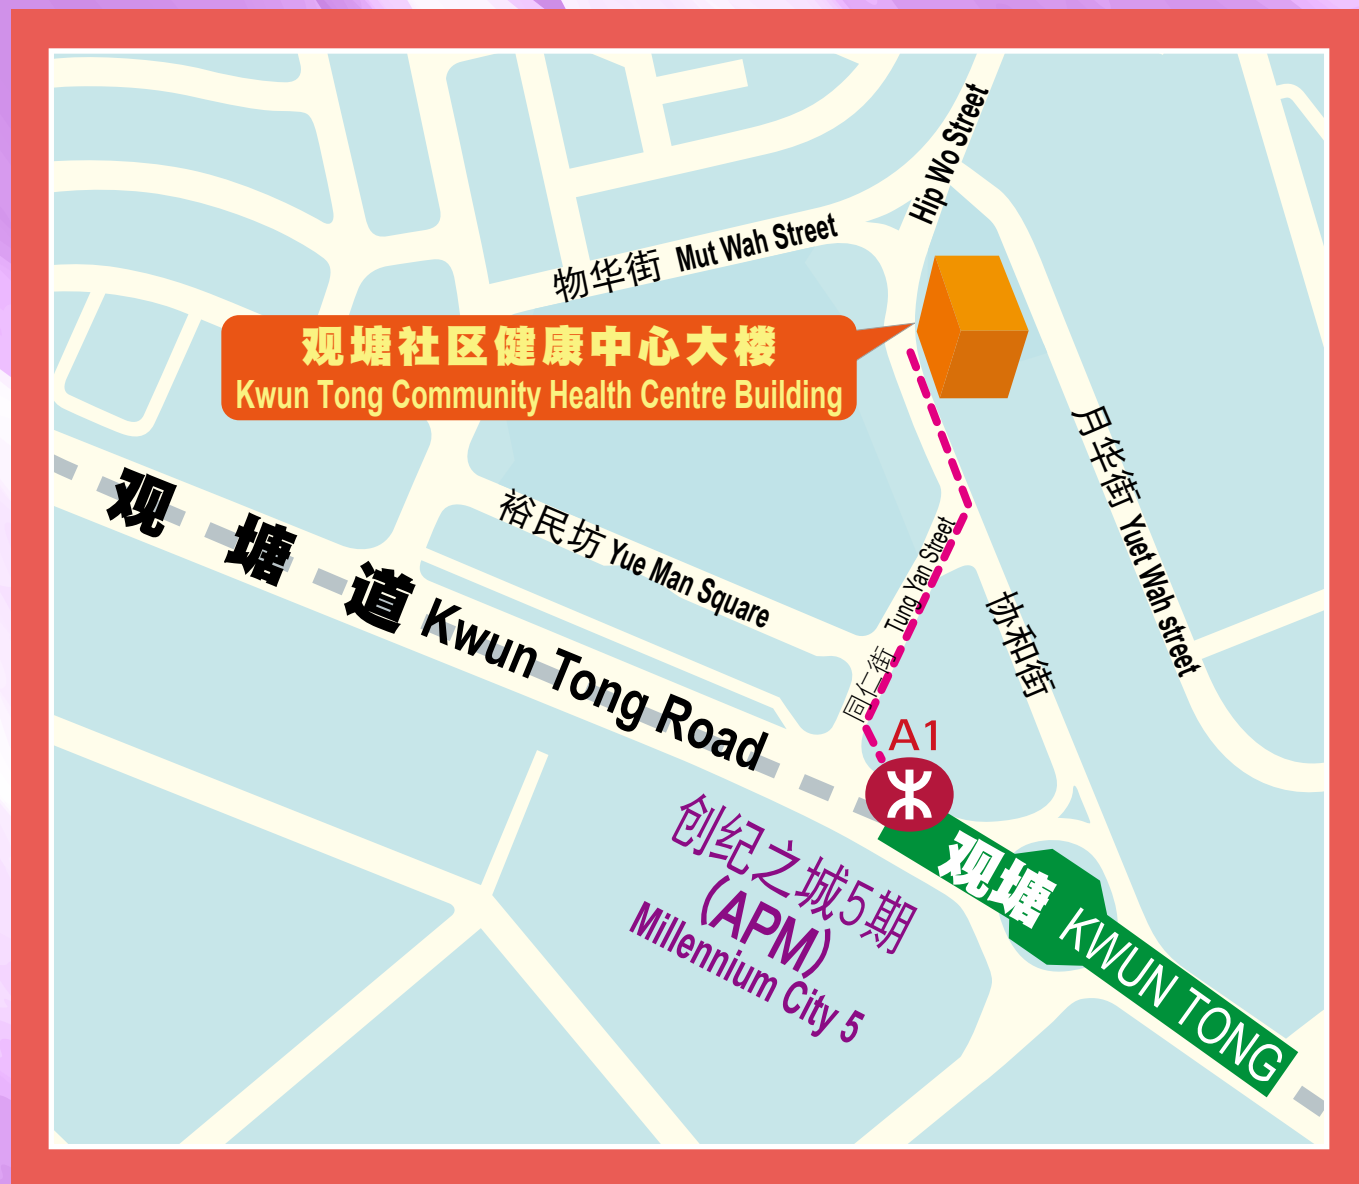 Hip Wo Street
物华街 Mut Wah Street
观塘社区健康中心大楼
Kwun Tong Community Health Centre Building
月华街 Yuet Wah street
观塘道 Kwun Tong Road
裕民坊 Yue Man Square
同仁街 Tung Yan Street
协和街
A1
创纪之城5期
(APM)
Millennium City 5
观塘 KWUN TONG